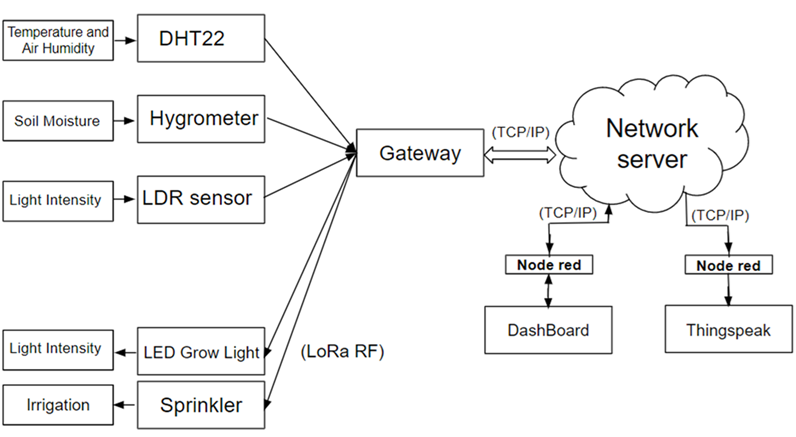 Temperature and
Air Humidity
DHT22
Soil Moisture
Hygrometer
Light Intensity
LDR sensor
Gateway
(TCP/IP)
Network
server
(TCP/IP)
(TCP/IP)
Node red
Node red
DashBoard
Thingspeak
Light Intensity
LED Grow Light
(LoRa RF)
Irrigation
Sprinkler